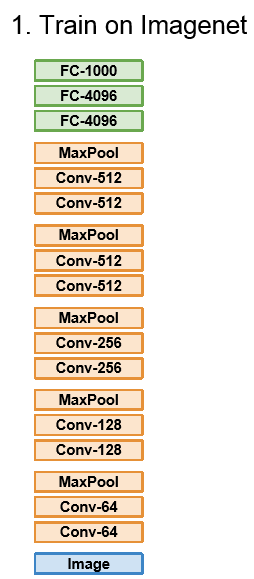 1. Train on Imagenet
FC-1000
FC-4096
FC-4096
MaxPool
Conv-512
Conv-512
MaxPool
Conv-512
Conv-512
MaxPool
Conv-256
Conv-256
MaxPool
Conv-128
Conv-128
MaxPool
Conv-64
Conv-64
Image